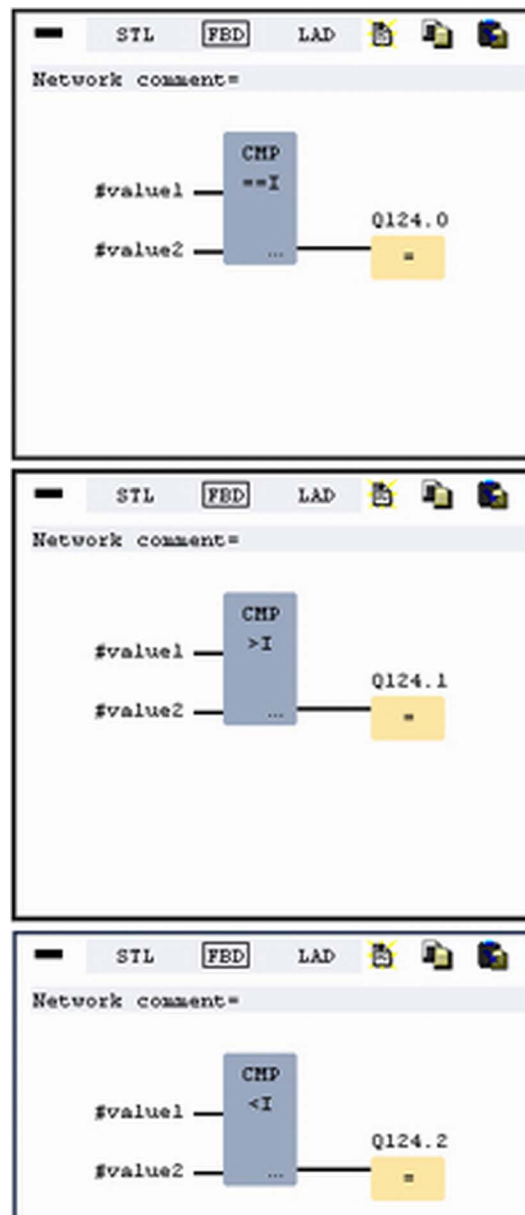 STL FBD LAD
Network comment=
CMP
==I
#value1
Q124.0
#value2
...
=
STL FBD LAD
Network comment=
CMP
>I
#value1
Q124.1
#value2
...
=
STL FBD LAD
Network comment=
CMP
<I
#value1
Q124.2
#value2
...
=